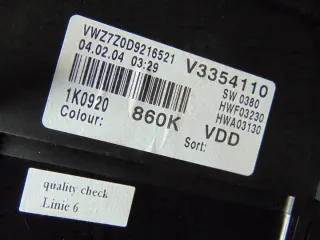 VWZ7Z0D9216521
04.02.04 03:29
V3354110
SW 0380
HWF03230
HWA03130
1K0920
860K
VDD
Colour:
Sort:
quality check
Linie 6